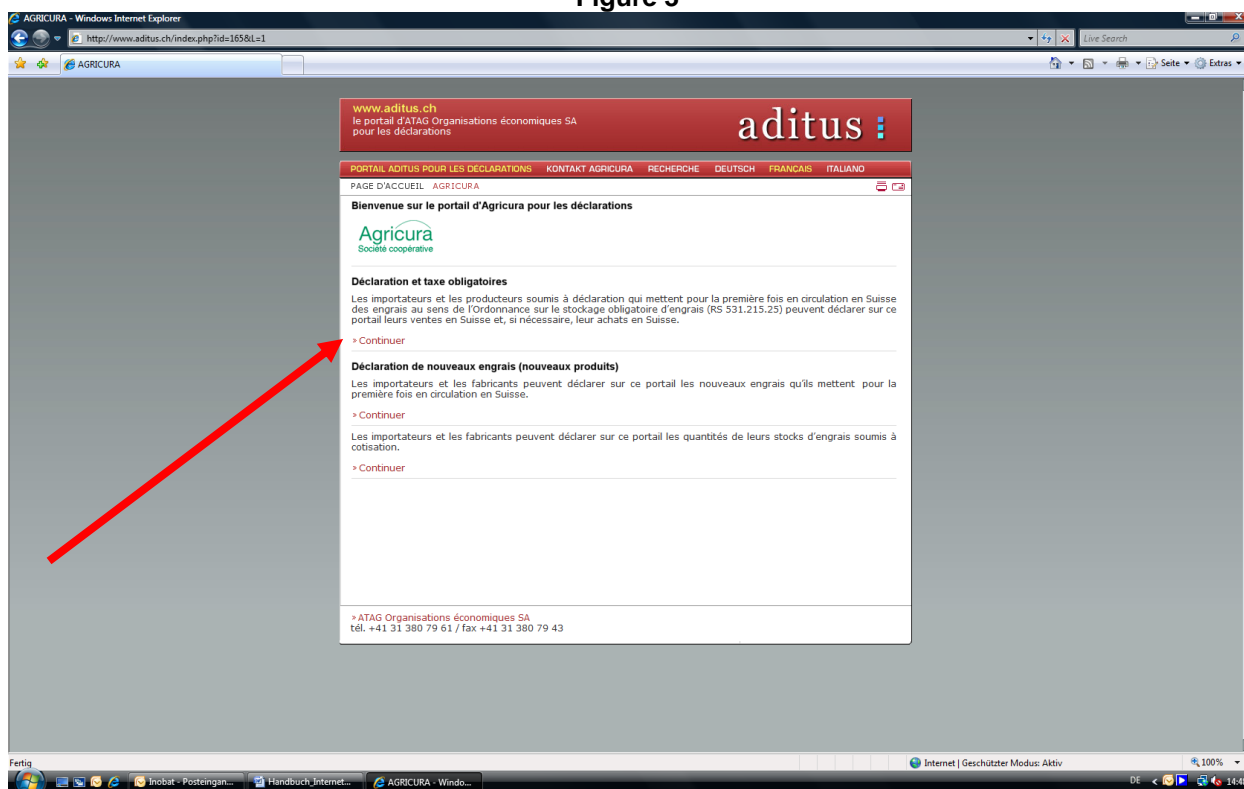 Figure 3
AGRICURA - Windows Internet Explorer
http://www.aditus.ch/index.php?id=165&L=1
Live Search
AGRICURA
Seite
Extras
www.aditus.ch
le portail d'ATAG Organisations économiques SA
pour les déclarations
aditus
PORTAIL ADITUS POUR LES DÉCLARATIONS KONTAKT AGRICURA RECHERCHE DEUTSCH FRANÇAIS ITALIANO
PAGE D'ACCUEIL AGRICURA
Bienvenue sur le portail d'Agricura pour les déclarations
Agricura
Société coopérative
Déclaration et taxe obligatoires
Les importateurs et les producteurs soumis à déclaration qui mettent pour la première fois en circulation en Suisse
des engrais au sens de l'Ordonnance sur le stockage obligatoire d'engrais (RS 531.215.25) peuvent déclarer sur ce
portail leurs ventes en Suisse et, si nécessaire, leur achats en Suisse.
» Continuer
Déclaration de nouveaux engrais (nouveaux produits)
Les importateurs et les fabricants peuvent déclarer sur ce portail les nouveaux engrais qu'ils mettent pour la
première fois en circulation en Suisse.
» Continuer
Les importateurs et les fabricants peuvent déclarer sur ce portail les quantités de leurs stocks d'engrais soumis à
cotisation.
» Continuer
» ATAG Organisations économiques SA
tél. +41 31 380 79 61 / fax +41 31 380 79 43
Fertig
Internet | Geschützter Modus: Aktiv
100%
Inobat - Posteingan...
Handbuch_Internet...
AGRICURA - Windo...
DE